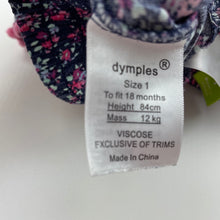 dymples®
Size 1
To fit 18 months
Height 84cm
Mass 12 kg
VISCOSE
EXCLUSIVE OF TRIMS
Made In China